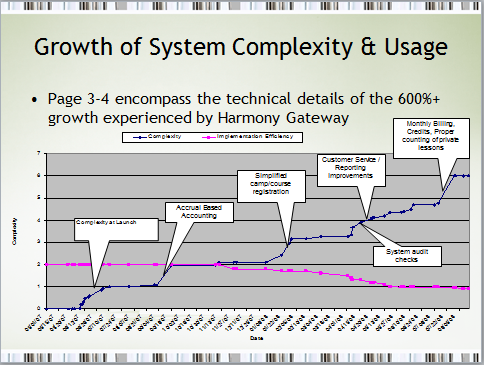 Growth of System Complexity & Usage
• Page 3-4 encompass the technical details of the 600%+
growth experienced by Harmony Gateway
Complexity
Implementation Efficiency
Monthly Billing,
Credits, Proper
counting of private
lessons
Customer Service /
Reporting
Improvements
Simplified
camp/course
registration
Accrual Based
Accounting
Complexity at Launch
System audit
checks
Complexity
7
6
5
4
3
2
1
0
Date